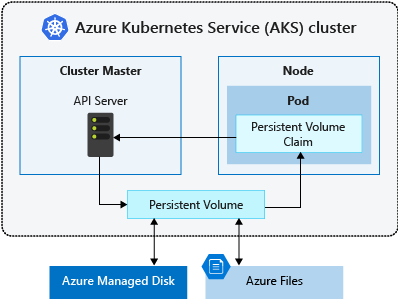 Azure Kubernetes Service (AKS) cluster
Cluster Master
API Server
Node
Pod
Persistent Volume
Claim
Persistent Volume
Azure Managed Disk
Azure Files